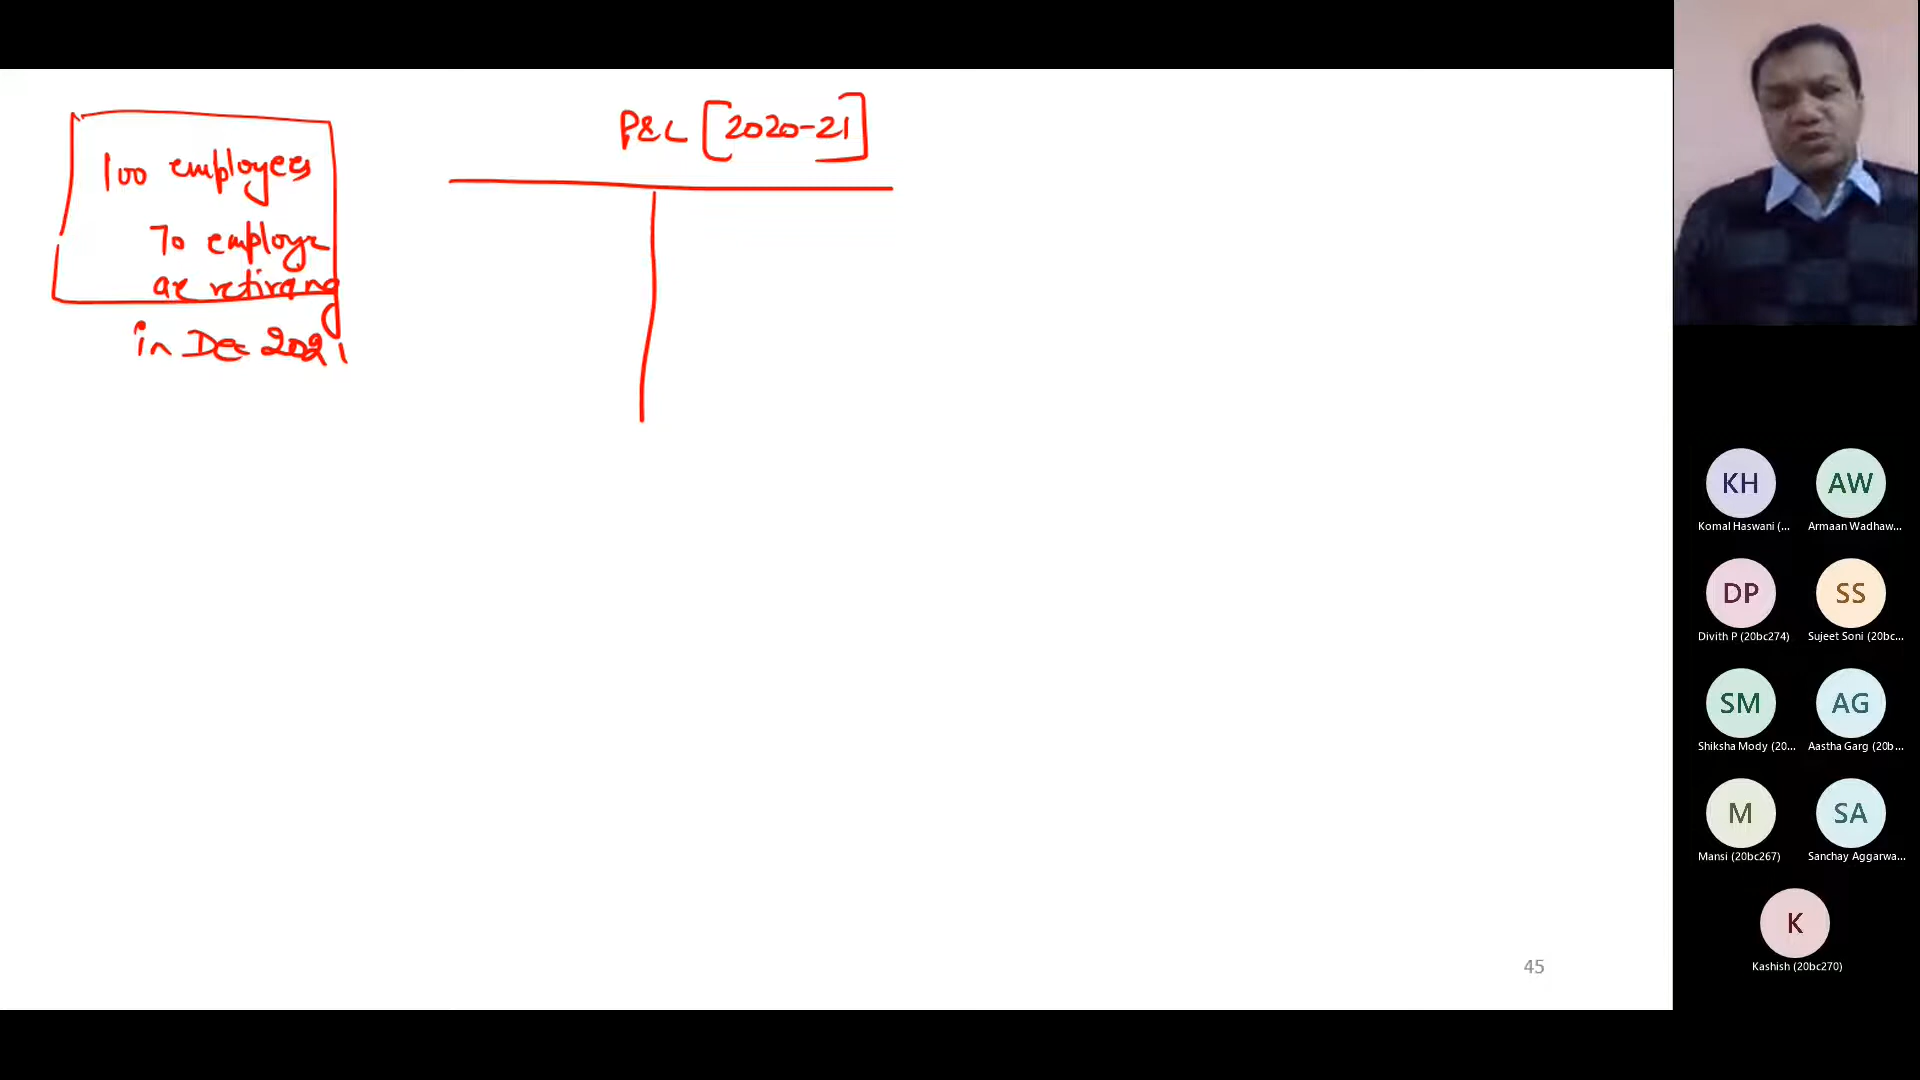 P&L [2020-21]
100 employees
70 employe
are retiring
in Dec 2021
KH
Komal Haswani (...
AW
Armaan Wadhaw...
DP
Divith P (20bc274)
SS
Sujeet Soni (20bc...
SM
Shiksha Mody (20...
AG
Aastha Garg (20b...
M
Mansi (20bc267)
SA
Sanchay Aggarwa...
K
Kashish (20bc270)
45